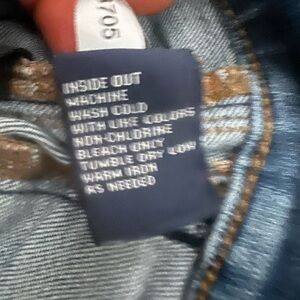 4705
INSIDE OUT
MACHINE
WASH COLD
WITH LIKE COLORS
NON-CHLORINE
BLEACH ONLY
TUMBLE DRY LOW
WARM IRON
AS NEEDED